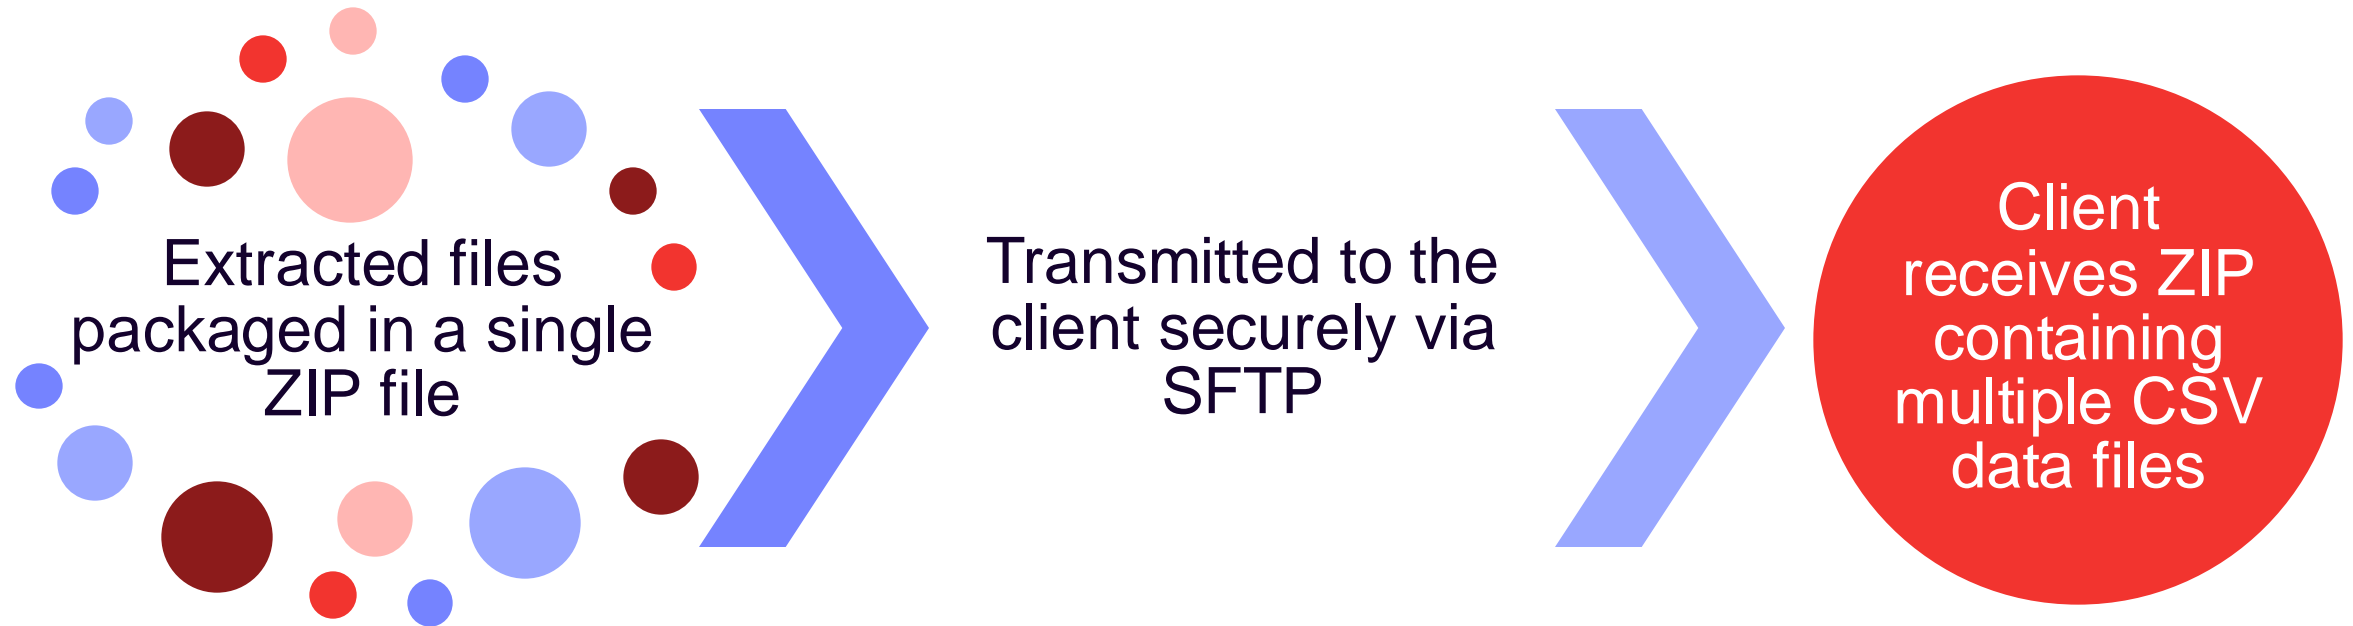 Extracted files
packaged in a single
ZIP file
Transmitted to the
client securely via
SFTP
Client
receives ZIP
containing
multiple CSV
data files